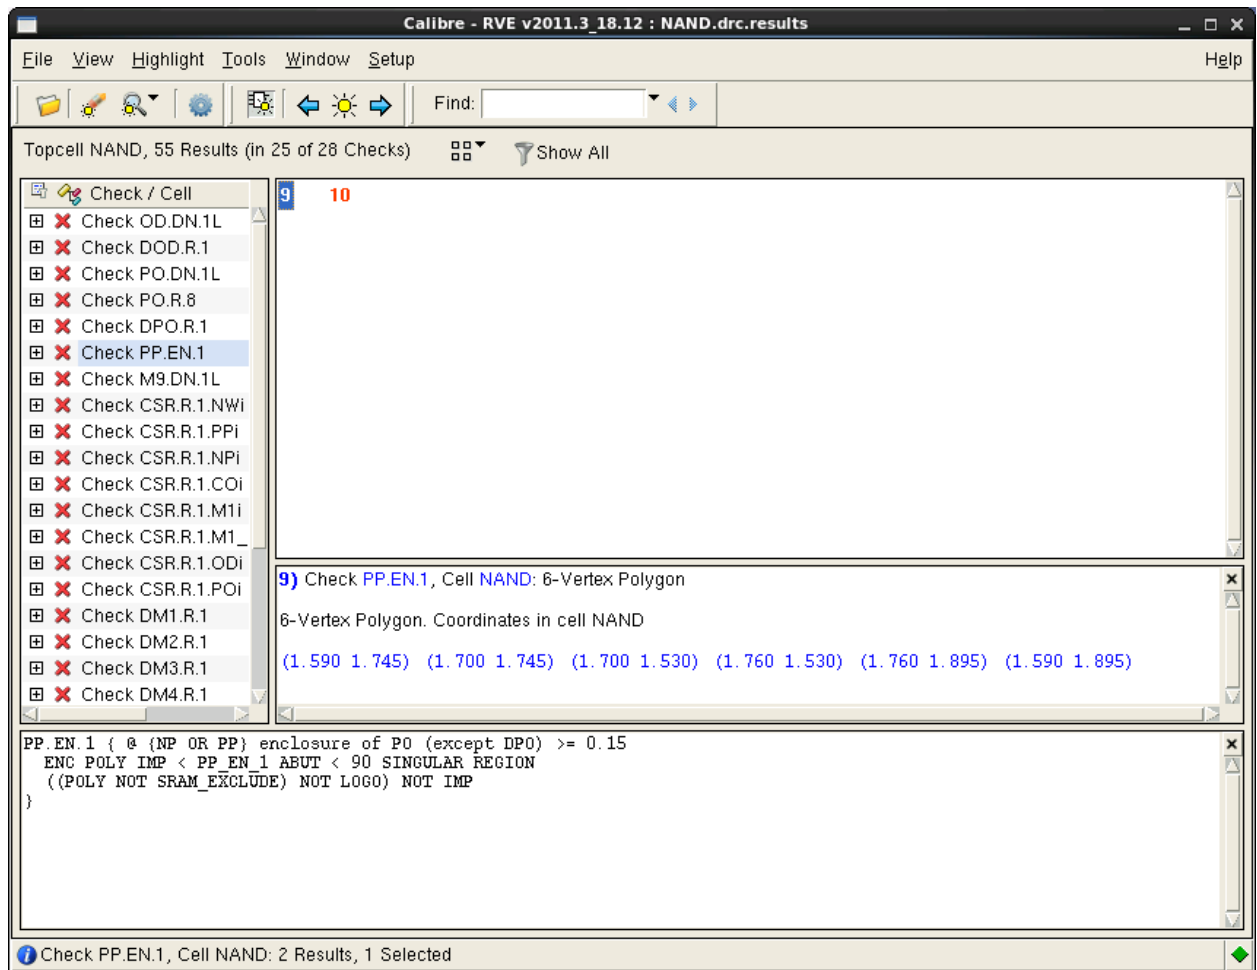 Calibre - RVE v2011.3_18.12 : NAND.drc.results
File View Highlight Tools Window Setup Help
Find:
Topcell NAND, 55 Results (in 25 of 28 Checks) Show All
Check / Cell
Check OD.DN.1L
Check DOD.R.1
Check PO.DN.1L
Check PO.R.8
Check DPO.R.1
Check PP.EN.1
Check M9.DN.1L
Check CSR.R.1.NWi
Check CSR.R.1.PPi
Check CSR.R.1.NPi
Check CSR.R.1.COi
Check CSR.R.1.M1i
Check CSR.R.1.M1_
Check CSR.R.1.ODi
Check CSR.R.1.POi
Check DM1.R.1
Check DM2.R.1
Check DM3.R.1
Check DM4.R.1
9 10
9) Check PP.EN.1, Cell NAND: 6-Vertex Polygon
6-Vertex Polygon. Coordinates in cell NAND
(1.590 1.745) (1.700 1.745) (1.700 1.530) (1.760 1.530) (1.760 1.895) (1.590 1.895)
PP.EN.1 { @ {NP OR PP} enclosure of PO (except DPO) >= 0.15
ENC POLY IMP < PP_EN_1 ABUT < 90 SINGULAR REGION
((POLY NOT SRAM_EXCLUDE) NOT LOGO) NOT IMP
}
Check PP.EN.1, Cell NAND: 2 Results, 1 Selected